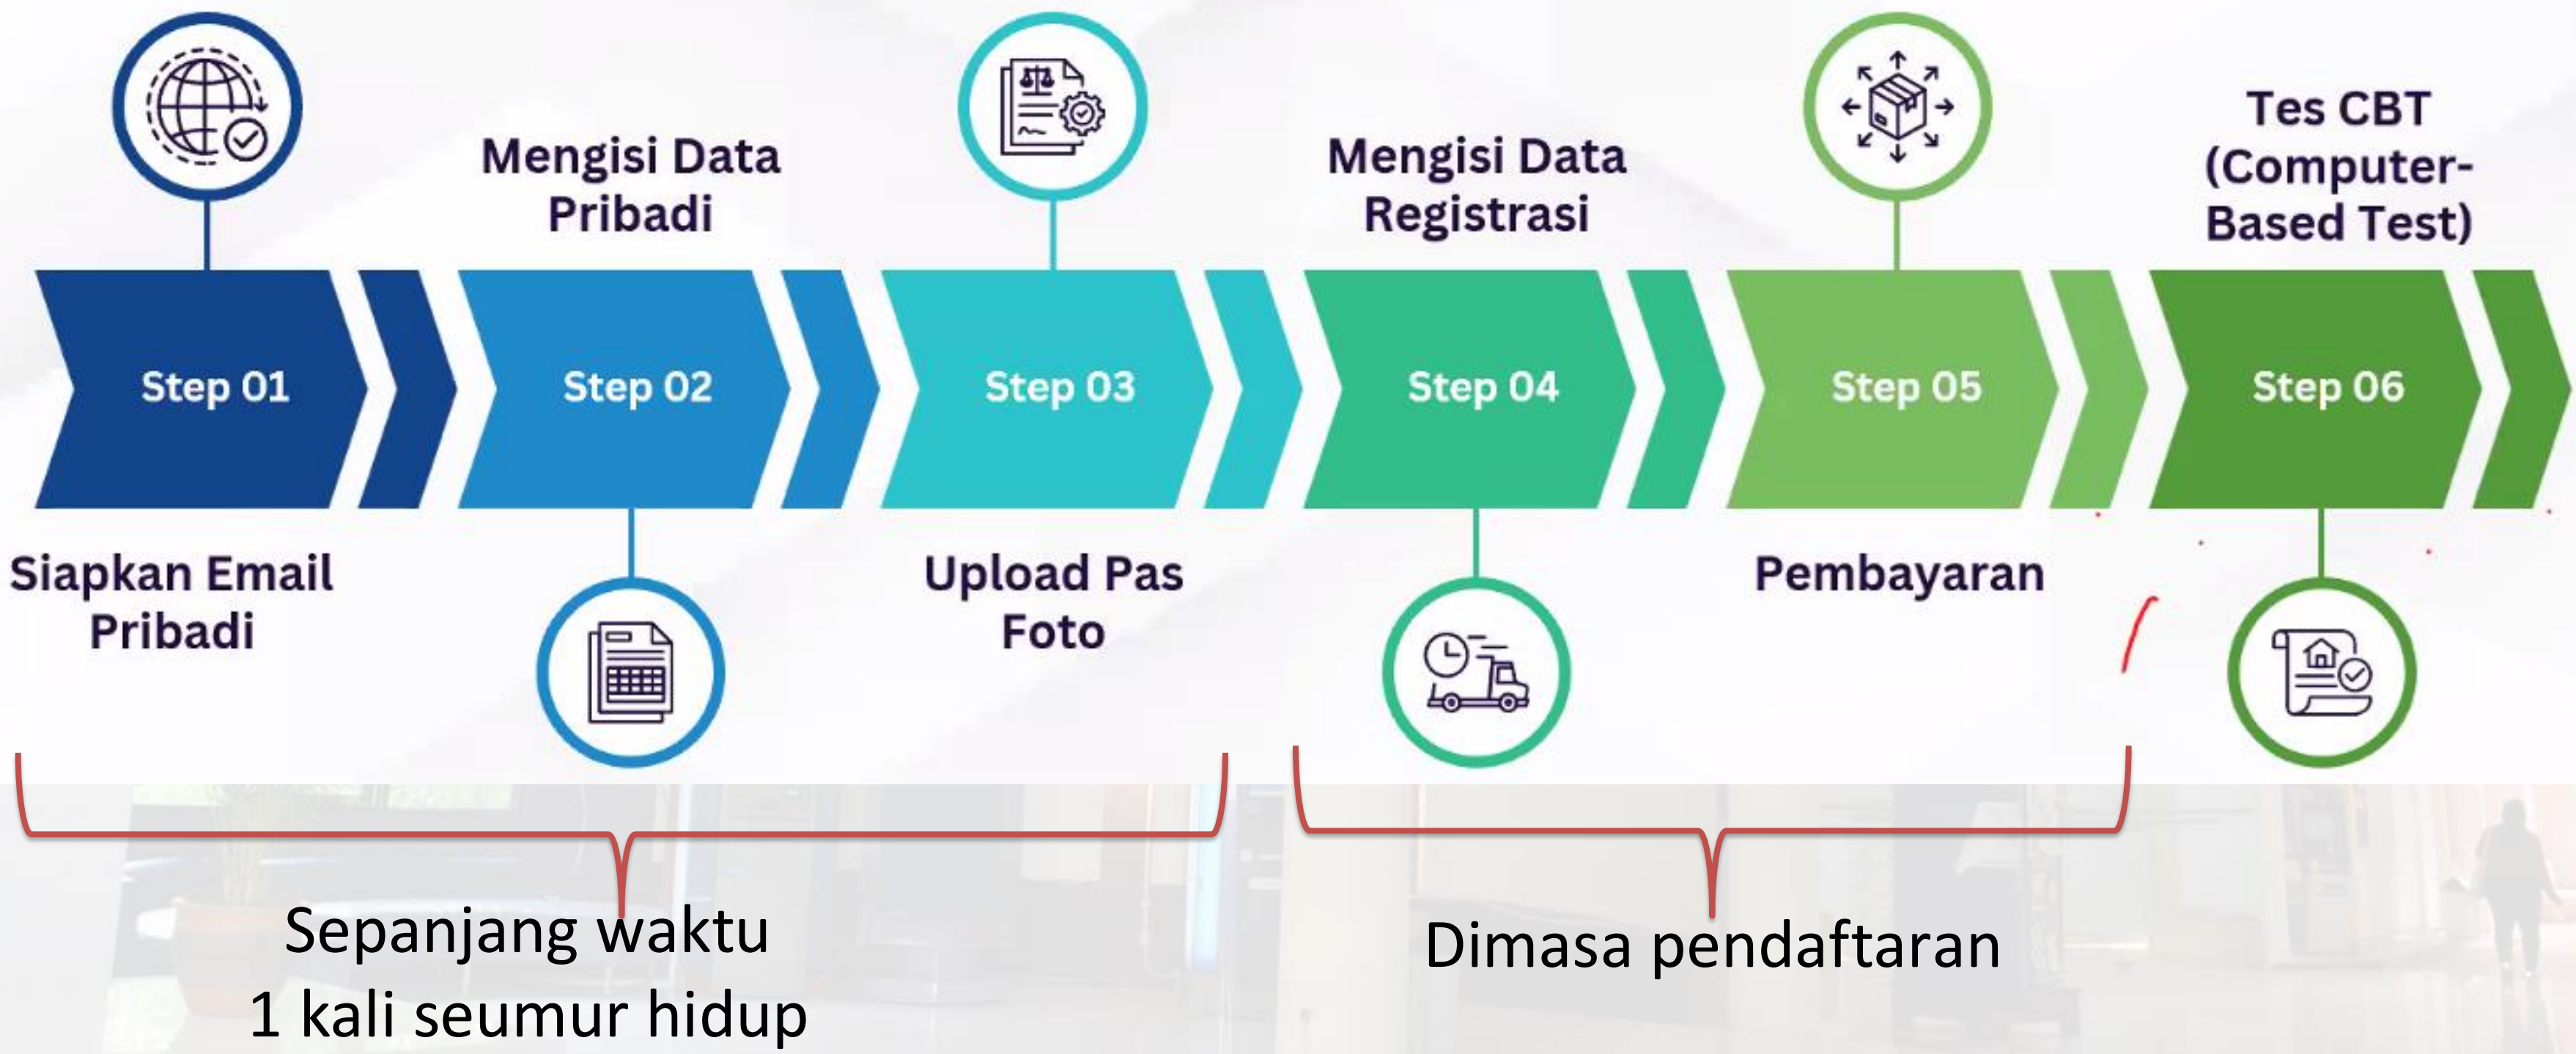 Step 01
Siapkan Email
Pribadi
Mengisi Data
Pribadi
Step 02
Step 03
Upload Pas
Foto
Mengisi Data
Registrasi
Step 04
Step 05
Pembayaran
Tes CBT
(Computer-
Based Test)
Step 06
Sepanjang waktu
1 kali seumur hidup
Dimasa pendaftaran